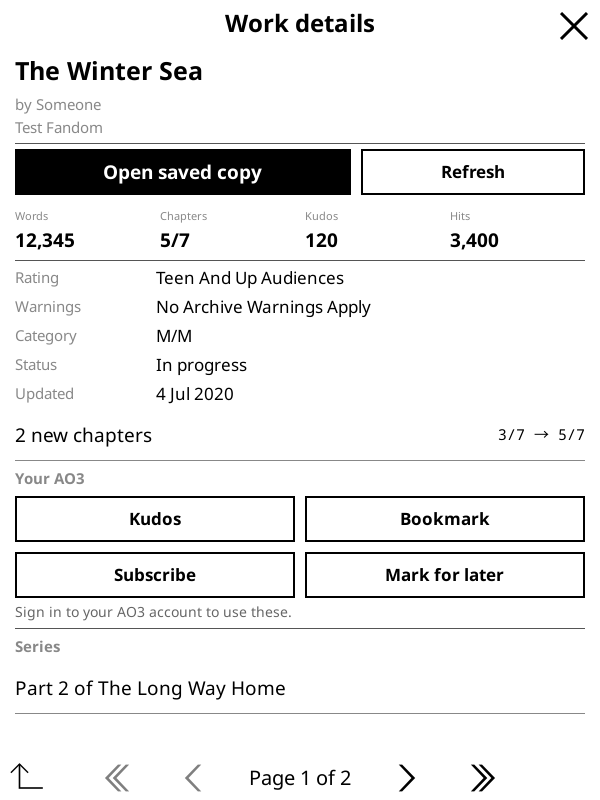 Work details
The Winter Sea
by Someone
Test Fandom
Open saved copy Refresh
Words Chapters Kudos Hits
12,345 5/7 120 3,400
Rating Teen And Up Audiences
Warnings No Archive Warnings Apply
Category M/M
Status In progress
Updated 4 Jul 2020
2 new chapters 3/7 → 5/7
Your AO3
Kudos Bookmark
Subscribe Mark for later
Sign in to your AO3 account to use these.
Series
Part 2 of The Long Way Home
Page 1 of 2